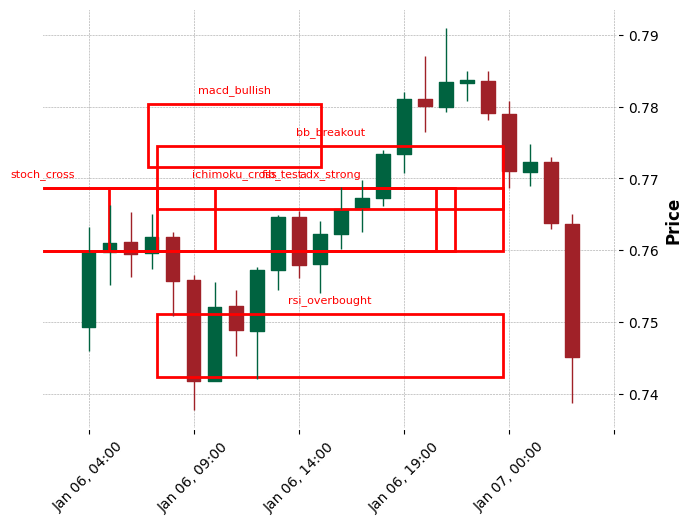 0.79
macd_bullish
0.78
bb_breakout
0.77
stoch_cross
adx_strong
Price
0.76
rsi_overbought
0.75
0.74
Jan 06, 04:00
Jan 06, 09:00
Jan 06, 14:00
Jan 06, 19:00
Jan 07, 00:00